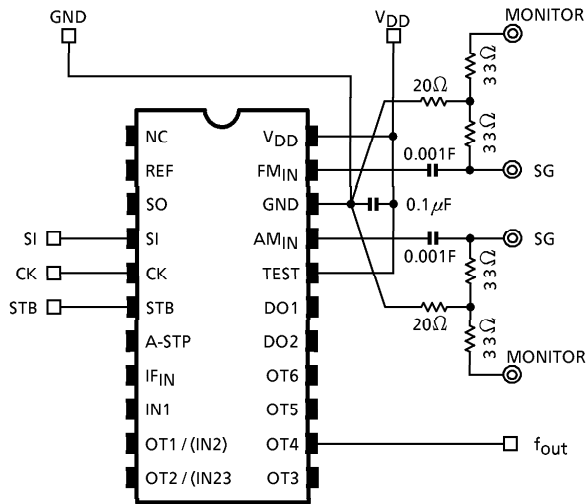 GND
VDD
MONITOR
33Ω
20Ω
33Ω
0.001F
SG
NC
VDD
REF
FMIN
SO
GND
0.1μF
SI
SI
AMIN
SG
0.001F
33Ω
CK
CK
TEST
STB
STB
DO1
20Ω
33Ω
A-STP
DO2
MONITOR
IFIN
OT6
IN1
OT5
OT1/(IN2)
OT4
fout
OT2/(IN23
OT3